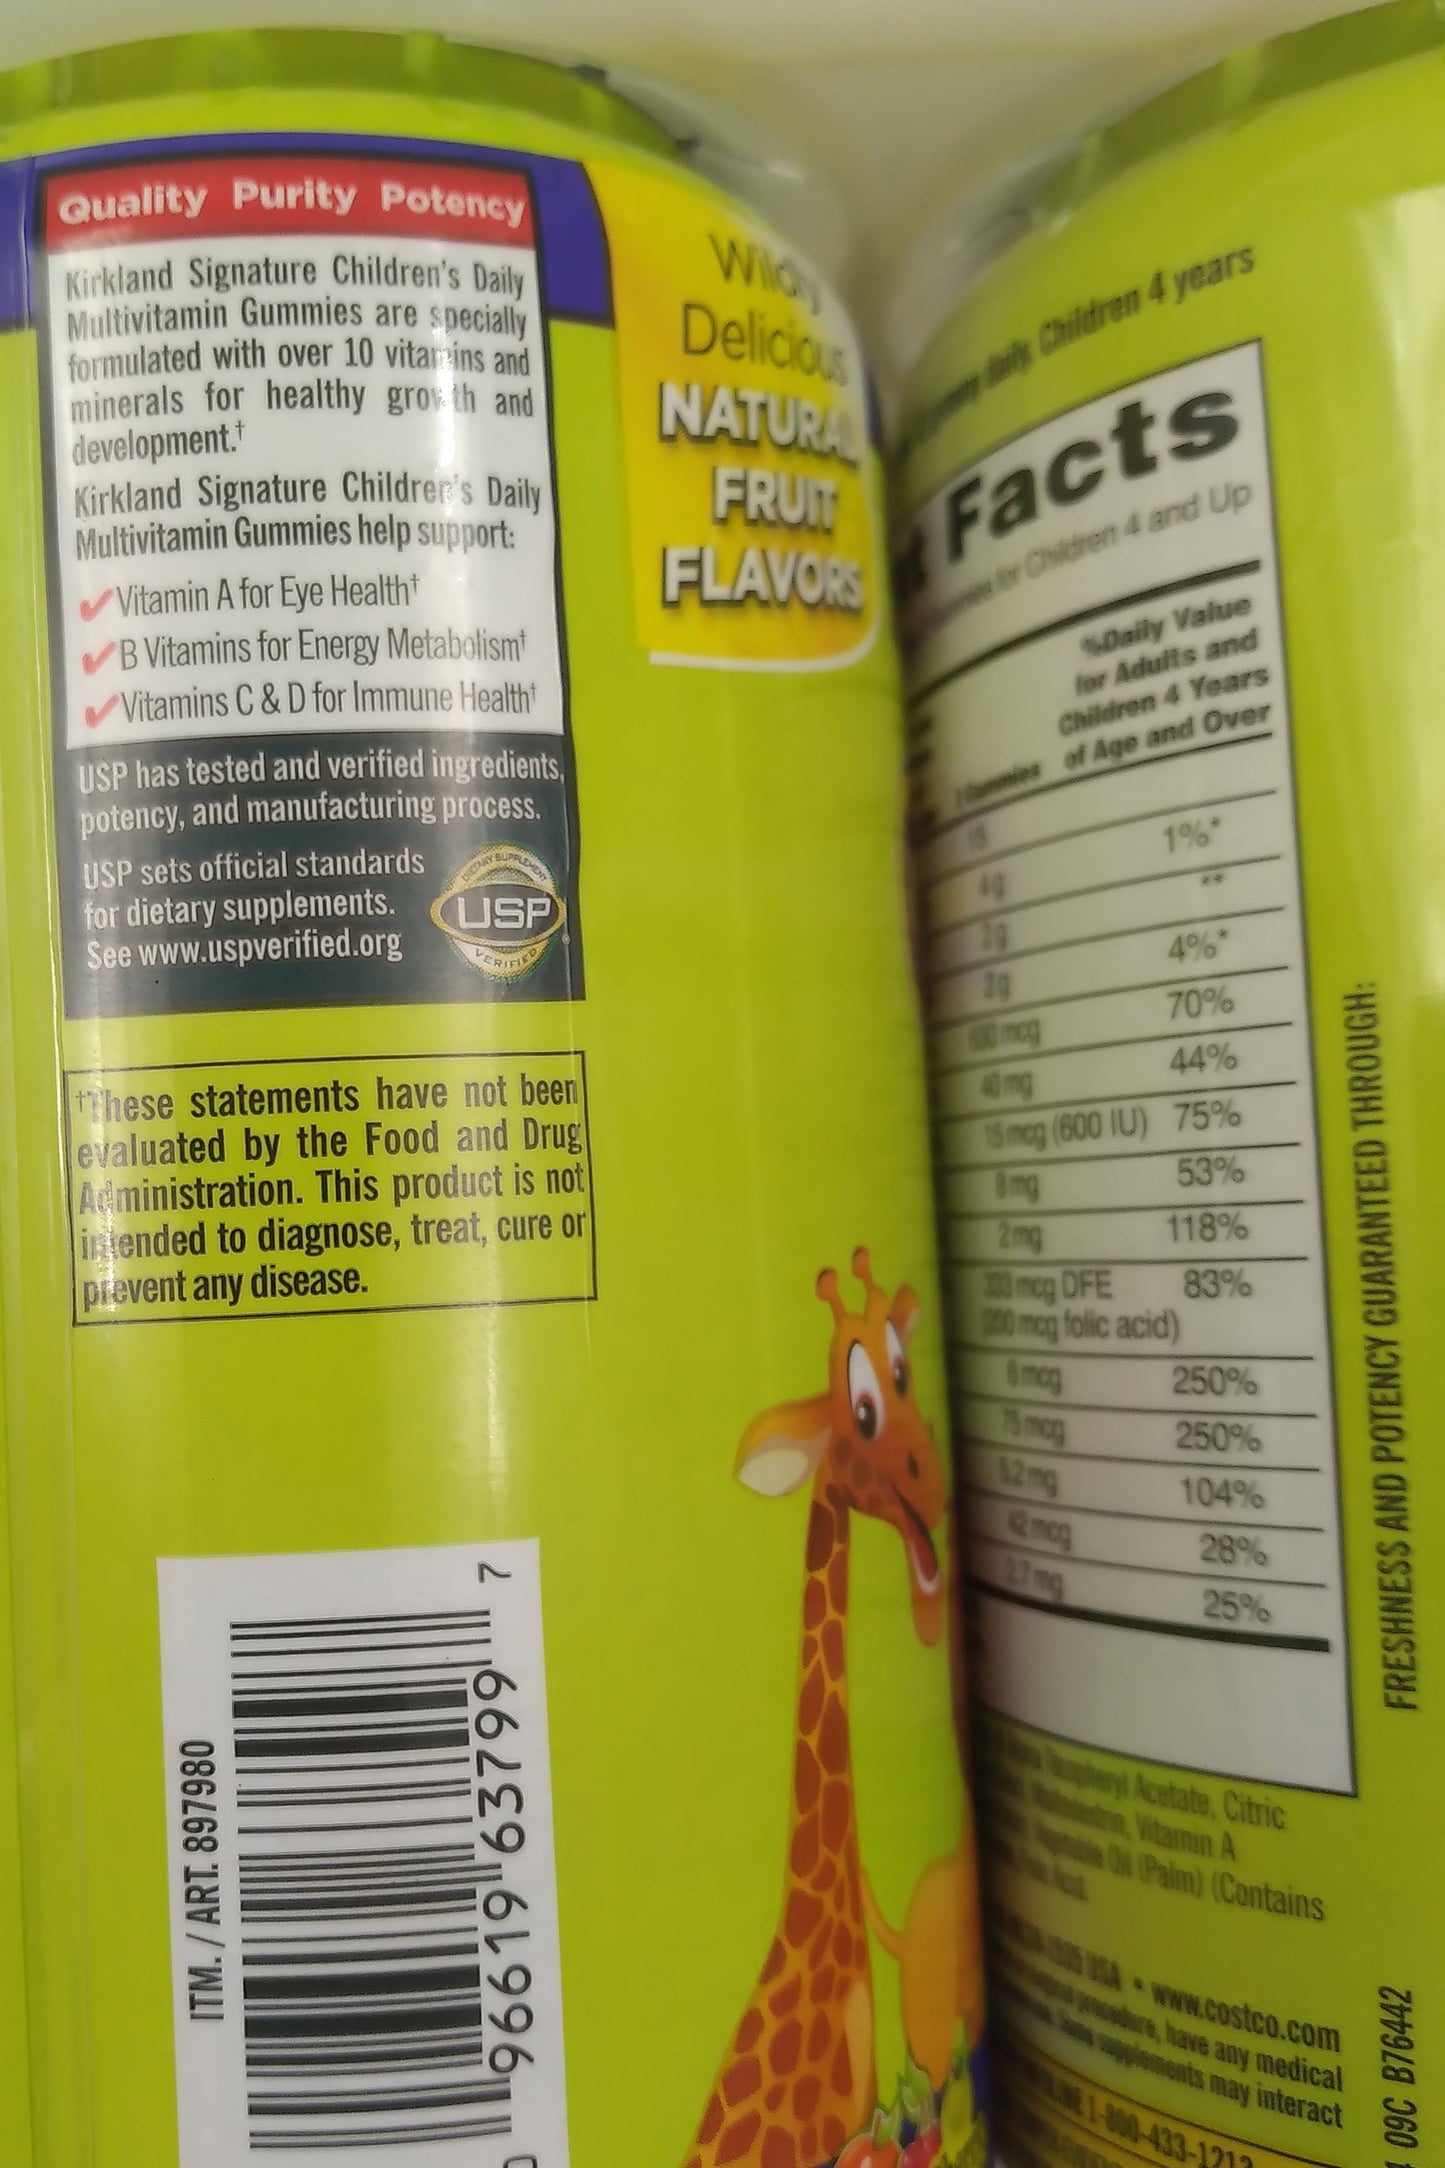 Quality Purity Potency
Kirkland Signature Children's Daily
Multivitamin Gummies are specially
formulated with over 10 vitamins and
minerals for healthy growth and
development.†
Kirkland Signature Children's Daily
Multivitamin Gummies help support:
✓Vitamin A for Eye Health†
✓B Vitamins for Energy Metabolism†
✓Vitamins C & D for Immune Health†
USP has tested and verified ingredients,
potency, and manufacturing process.
USP sets official standards
for dietary supplements.
See www.uspverified.org
DIETARY SUPPLEMENT
USP
VERIFIED
†These statements have not been
evaluated by the Food and Drug
Administration. This product is not
intended to diagnose, treat, cure or
prevent any disease.
ITM. / ART. 897980
96619 63799 7
Wildly
Delicious
NATURAL
FRUIT
FLAVORS
daily. Children 4 years
Facts
for Children 4 and Up
%Daily Value
for Adults and
Children 4 Years
Gummies of Age and Over
15 1%*
4g **
2g 4%*
2g
70%
40 mg 44%
15 mcg (600 IU) 75%
8 mg 53%
2 mg 118%
333 mcg DFE 83%
(200 mcg folic acid)
6 mcg 250%
75 mcg 250%
5.2 mg 104%
42 mcg 28%
2.7 mg 25%
Tocopheryl Acetate, Citric
Maltodextrin, Vitamin A
Vegetable Oil (Palm) (Contains
USA • www.costco.com
procedure, have any medical
Some supplements may interact
1-800-433-1212
FRESHNESS AND POTENCY GUARANTEED THROUGH:
09C B76442